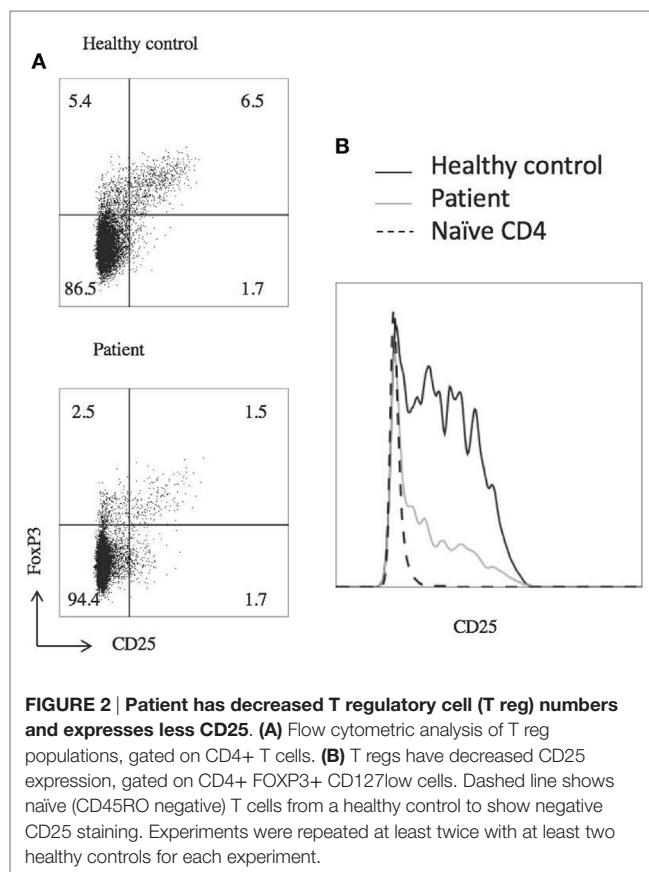 Healthy control
A
5.4 6.5
86.5 1.7
Patient
2.5 1.5
94.4 1.7
FoxP3
CD25
B
Healthy control
Patient
Naïve CD4
CD25
FIGURE 2 | Patient has decreased T regulatory cell (T reg) numbers
and expresses less CD25. (A) Flow cytometric analysis of T reg
populations, gated on CD4+ T cells. (B) T regs have decreased CD25
expression, gated on CD4+ FOXP3+ CD127low cells. Dashed line shows
naïve (CD45RO negative) T cells from a healthy control to show negative
CD25 staining. Experiments were repeated at least twice with at least two
healthy controls for each experiment.